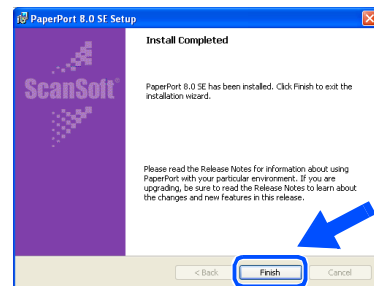 PaperPort 8.0 SE Setup
Install Completed
ScanSoft®
PaperPort 8.0 SE has been installed. Click Finish to exit the
installation wizard.
Please read the Release Notes for information about using
PaperPort with your particular environment. If you are
upgrading, be sure to read the Release Notes to learn about
the changes and new features in this release.
< Back
Finish
Cancel